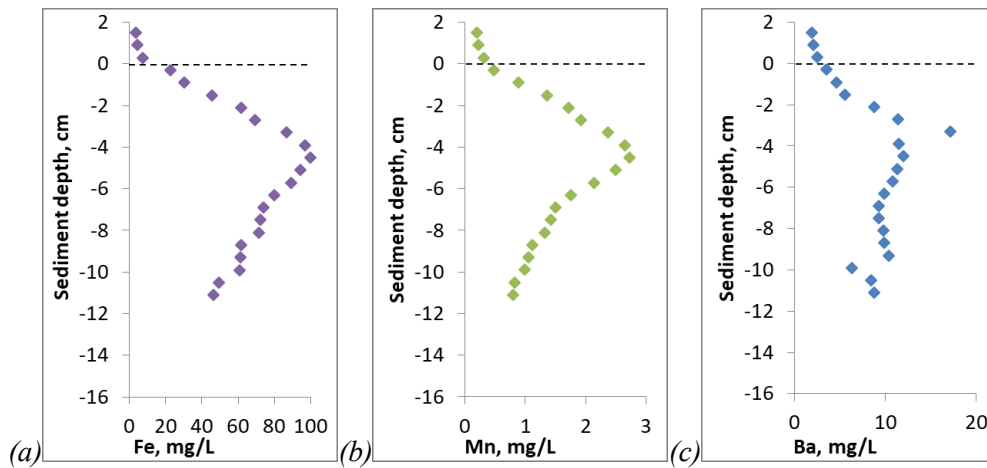 (a)
Sediment depth, cm
2
0
-2
-4
-6
-8
-10
-12
-14
-16
0 20 40 60 80 100
Fe, mg/L
(b)
Sediment depth, cm
2
0
-2
-4
-6
-8
-10
-12
-14
-16
0 1 2 3
Mn, mg/L
(c)
Sediment depth, cm
2
0
-2
-4
-6
-8
-10
-12
-14
-16
0 10 20
Ba, mg/L